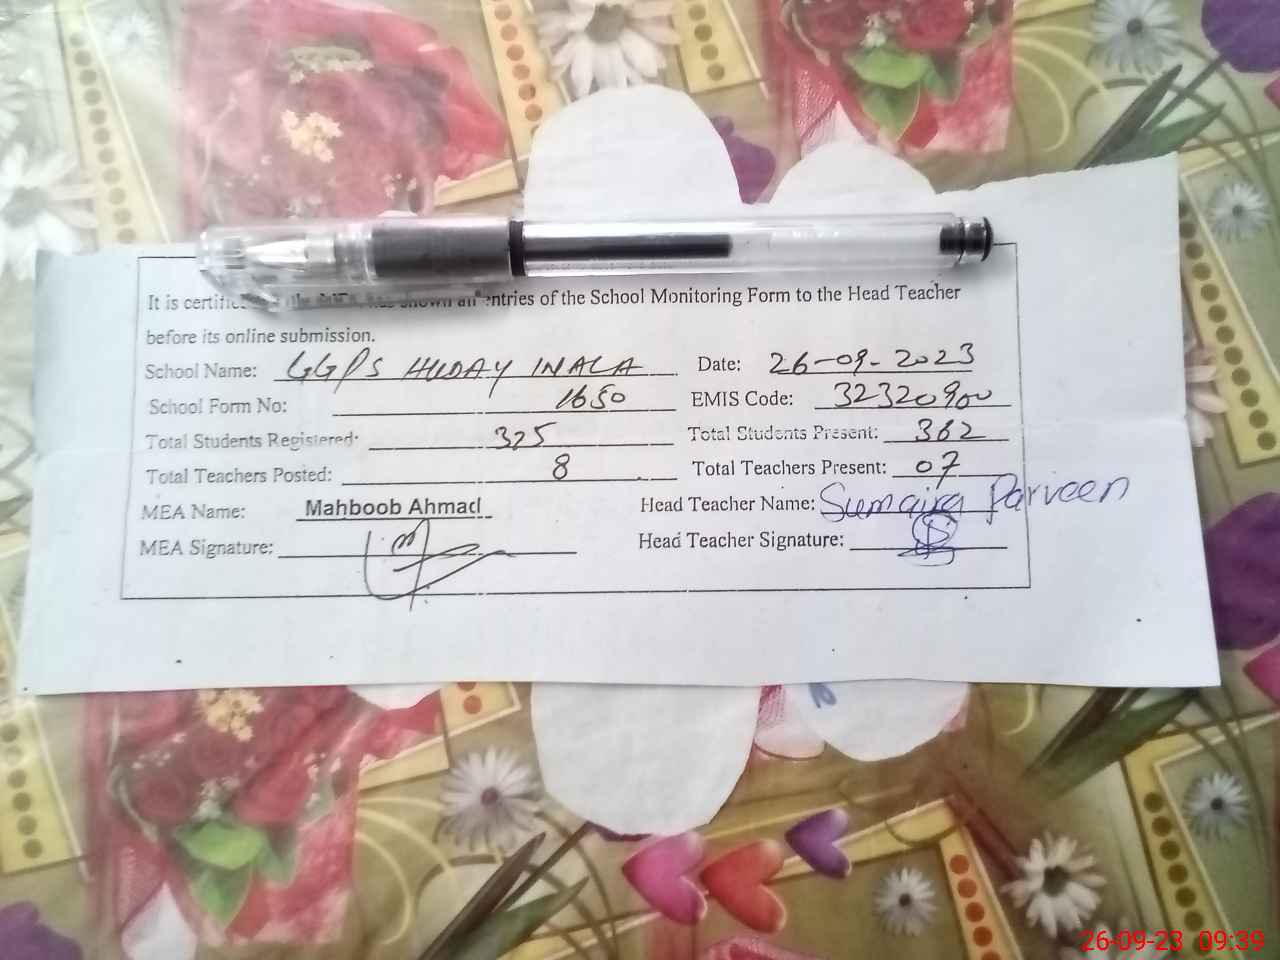 It is certified the MEA has shown all entries of the School Monitoring Form to the Head Teacher
before its online submission.
School Name: GGPS HUDAY INALA Date: 26-09-2023
School Form No: 1650 EMIS Code: 32320900
Total Students Registered: 325 Total Students Present: 362
Total Teachers Posted: 8 Total Teachers Present: 07
MEA Name: Mahboob Ahmad Head Teacher Name: Sumaira Parveen
MEA Signature: Head Teacher Signature:
26-09-23 09:39